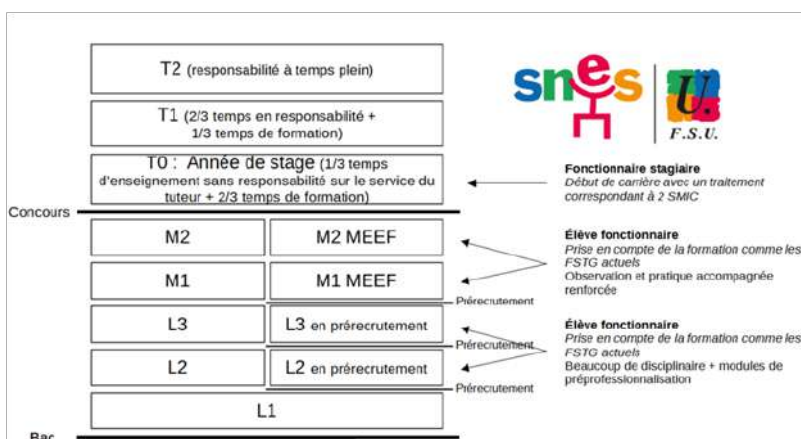 T2 (responsabilité à temps plein)
T1 (2/3 temps en responsabilité +
1/3 temps de formation)
T0 : Année de stage (1/3 temps
d'enseignement sans responsabilité sur le service du
tuteur + 2/3 temps de formation)
snes
U.
F.S.U.
Fonctionnaire stagiaire
Début de carrière avec un traitement
correspondant à 2 SMIC
Concours
M2
M2 MEEF
M1
M1 MEEF
Prérecrutement
Élève fonctionnaire
Prise en compte de la formation comme les
FSTG actuels
Observation et pratique accompagnée
renforcée
L3
L3 en prérecrutement
Prérecrutement
L2
L2 en prérecrutement
Prérecrutement
Élève fonctionnaire
Prise en compte de la formation comme les
FSTG actuels
Beaucoup de disciplinaire + modules de
préprofessionnalisation
L1
Bac